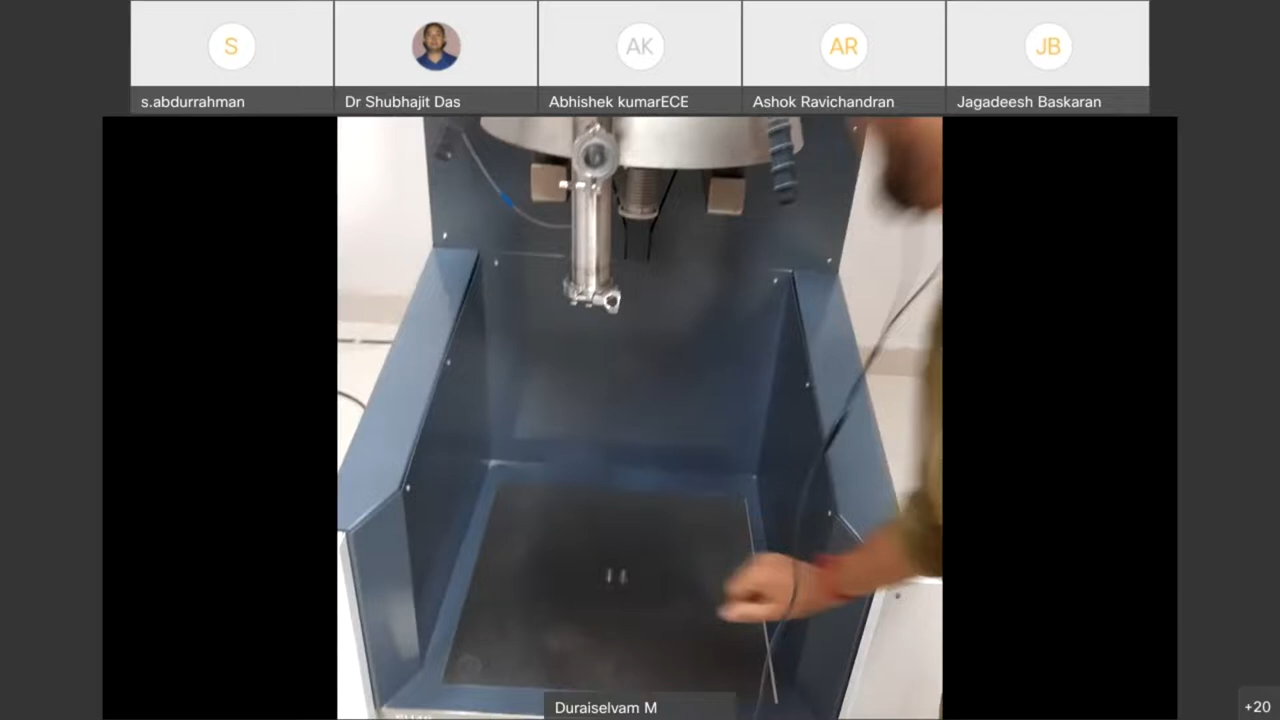 S
AK
AR
JB
s.abdurrahman
Dr Shubhajit Das
Abhishek kumarECE
Ashok Ravichandran
Jagadeesh Baskaran
Duraiselvam M
+20